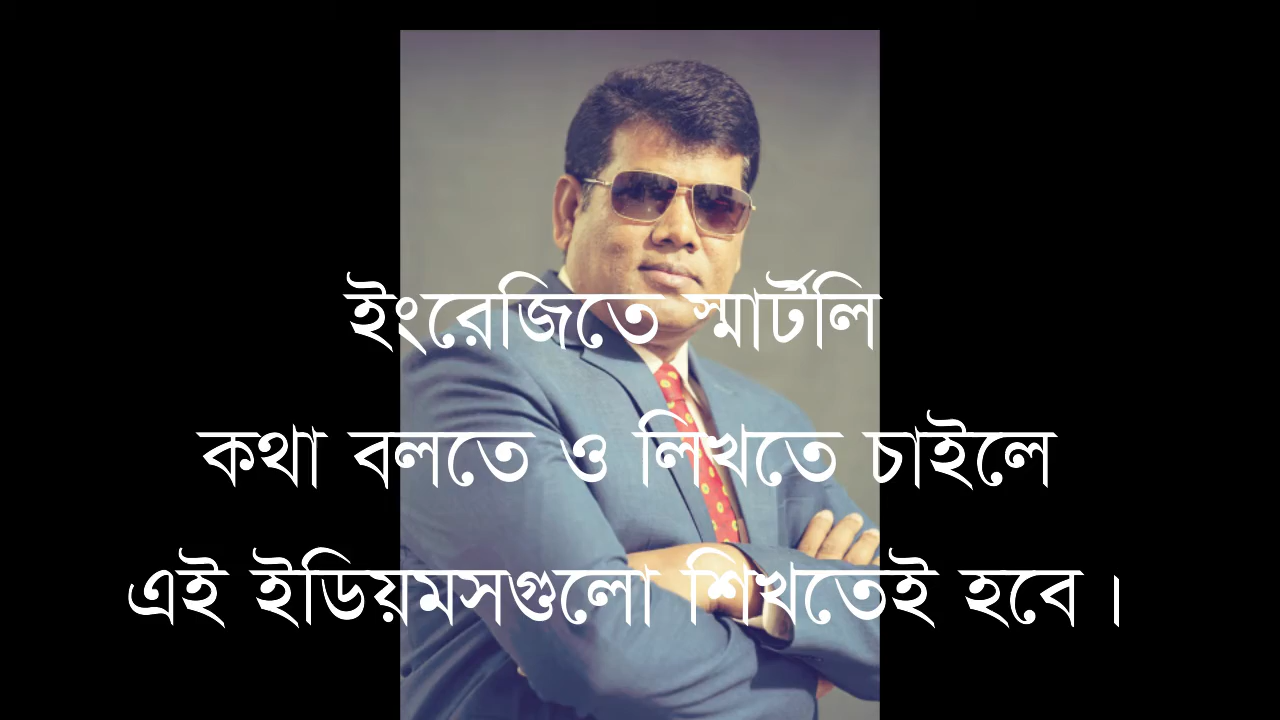 ইংরেজিতে স্মার্টলি
কথা বলতে ও লিখতে চাইলে
এই ইডিয়মসগুলো শিখতেই হবে।